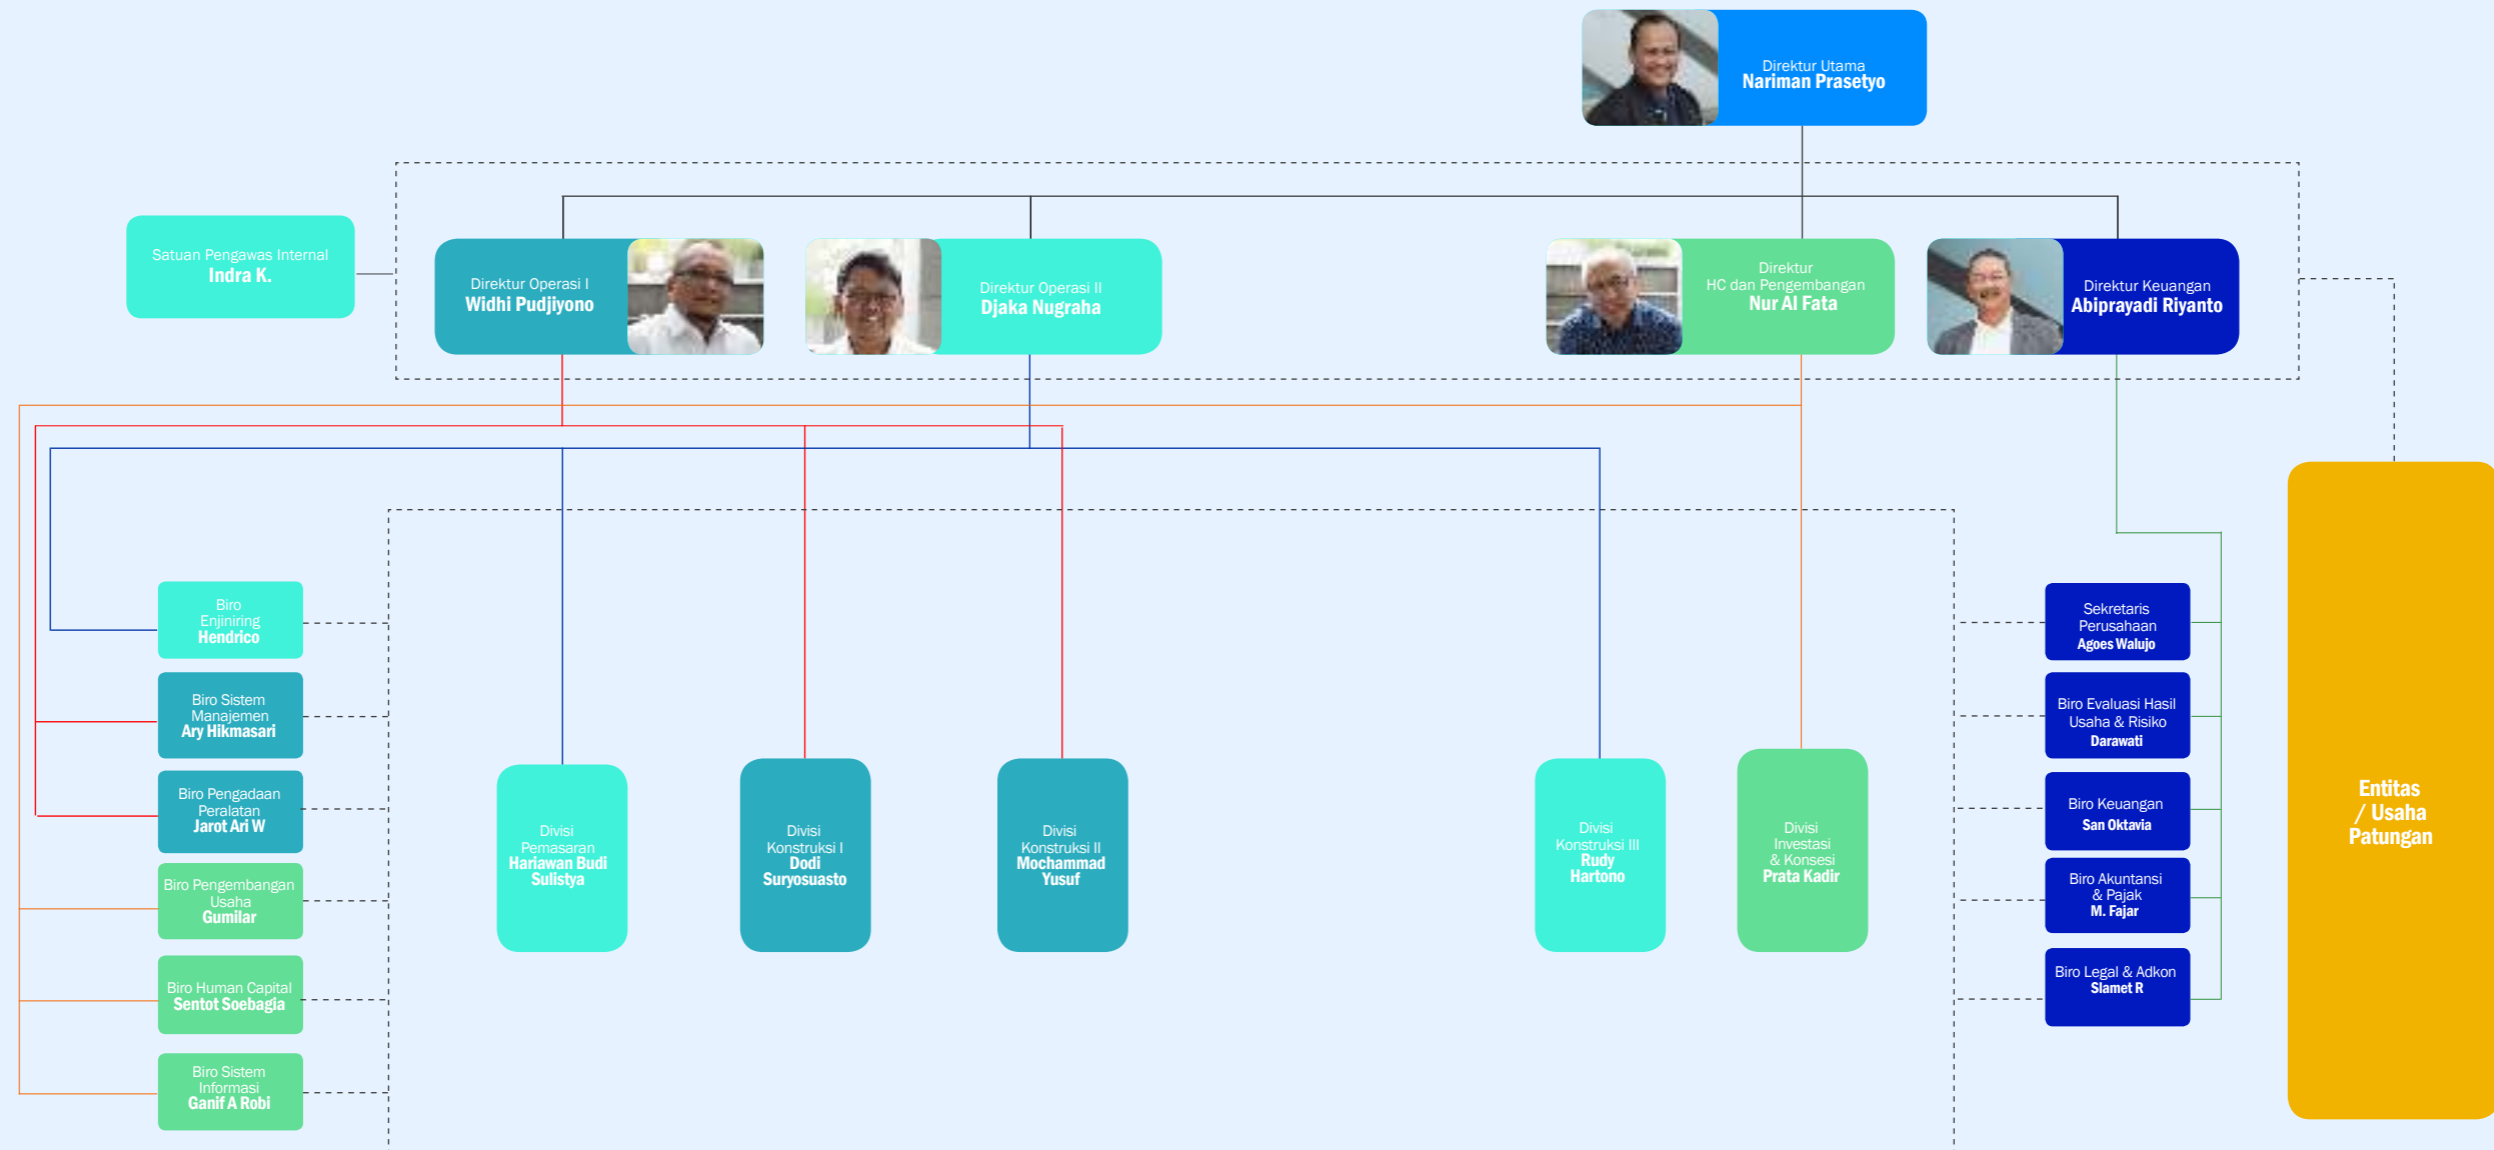 Direktur Utama
Nariman Prasetyo
Satuan Pengawas Internal
Indra K.
Direktur Operasi I
Widhi Pudjiyono
Direktur Operasi II
Djaka Nugraha
Direktur
HC dan Pengembangan
Nur Al Fata
Direktur Keuangan
Abiprayadi Riyanto
Biro
Enjiniring
Hendrico
Biro Sistem
Manajemen
Ary Hikmasari
Biro Pengadaan
Peralatan
Jarot Ari W
Biro Pengembangan
Usaha
Gumilar
Biro Human Capital
Sentot Soebagia
Biro Sistem
Informasi
Ganif A Robi
Divisi
Pemasaran
Hariawan Budi
Sulistya
Divisi
Konstruksi I
Dodi
Suryosuasto
Divisi
Konstruksi II
Mochammad
Yusuf
Divisi
Konstruksi III
Rudy
Hartono
Divisi
Investasi
& Konsesi
Prata Kadir
Sekretaris
Perusahaan
Agoes Walujo
Biro Evaluasi Hasil
Usaha & Risiko
Darawati
Biro Keuangan
San Oktavia
Biro Akuntansi
& Pajak
M. Fajar
Biro Legal & Adkon
Slamet R
Entitas
/ Usaha
Patungan